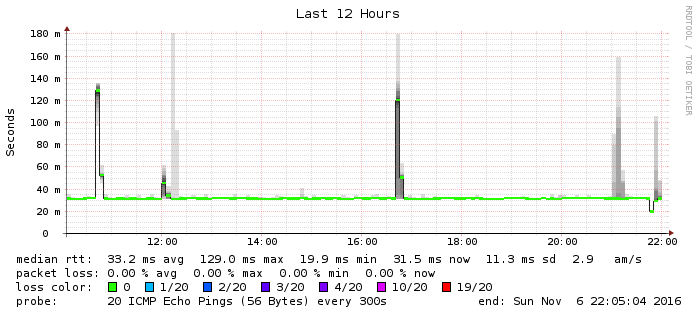 Last 12 Hours
RRDTOOL / TOBI OETIKER
Seconds
180 m
160 m
140 m
120 m
100 m
80 m
60 m
40 m
20 m
0
12:00 14:00 16:00 18:00 20:00 22:00
median rtt: 33.2 ms avg 129.0 ms max 19.9 ms min 31.5 ms now 11.3 ms sd 2.9 am/s
packet loss: 0.00 % avg 0.00 % max 0.00 % min 0.00 % now
loss color: 0 1/20 2/20 3/20 4/20 10/20 19/20
probe: 20 ICMP Echo Pings (56 Bytes) every 300s end: Sun Nov 6 22:05:04 2016